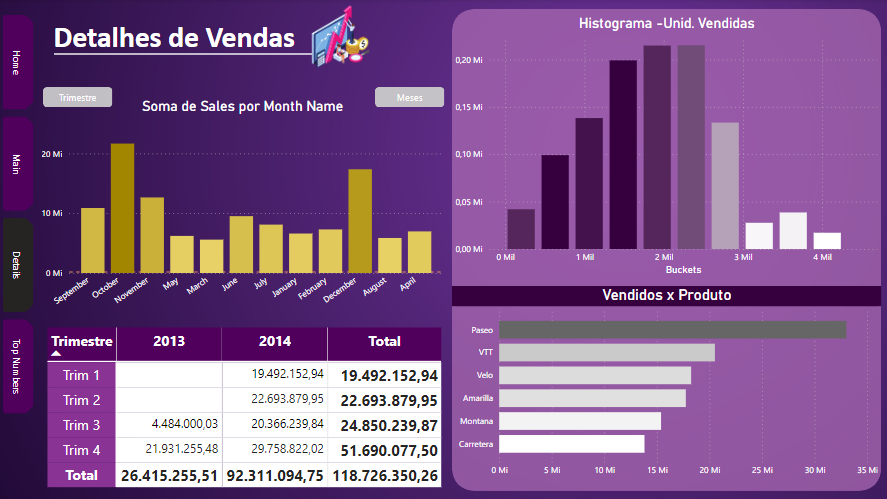 Detalhes de Vendas
Home
Main
Details
Top Numbers
Trimestre
Meses
Soma de Sales por Month Name
20 Mi
10 Mi
0 Mi
September
October
November
May
March
June
July
January
February
December
August
April
Trimestre 2013 2014 Total
Trim 1 19.492.152,94 19.492.152,94
Trim 2 22.693.879,95 22.693.879,95
Trim 3 4.484.000,03 20.366.239,84 24.850.239,87
Trim 4 21.931.255,48 29.758.822,02 51.690.077,50
Total 26.415.255,51 92.311.094,75 118.726.350,26
Histograma -Unid. Vendidas
0,20 Mi
0,15 Mi
0,10 Mi
0,05 Mi
0,00 Mi
0 Mil 1 Mil 2 Mil 3 Mil 4 Mil
Buckets
Vendidos x Produto
Paseo
VTT
Velo
Amarilla
Montana
Carretera
0 Mi 5 Mi 10 Mi 15 Mi 20 Mi 25 Mi 30 Mi 35 Mi